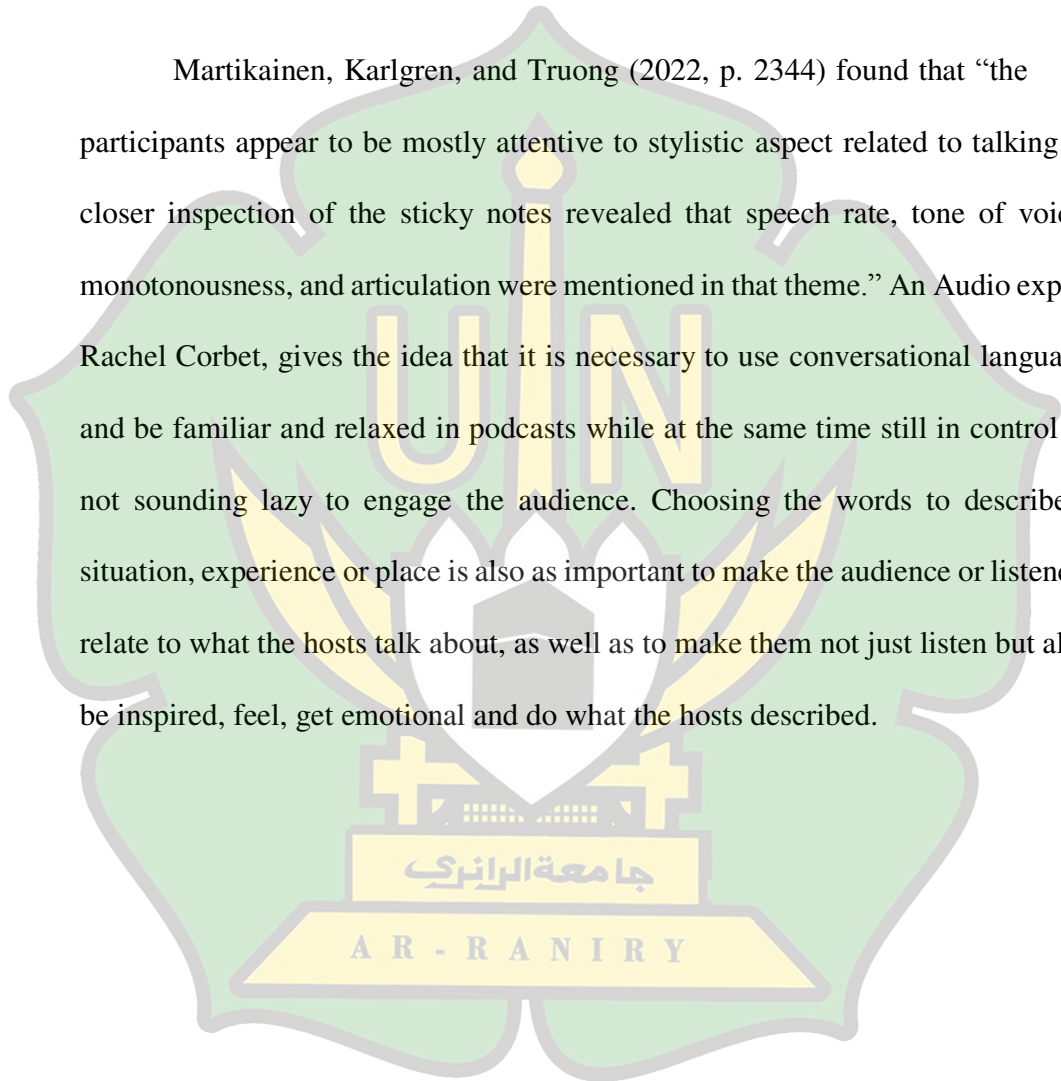 Martikainen, Karlgren, and Truong (2022, p. 2344) found that “the
participants appear to be mostly attentive to stylistic aspect related to talking
closer inspection of the sticky notes revealed that speech rate, tone of voi
monotonousness, and articulation were mentioned in that theme.” An Audio exp
Rachel Corbet, gives the idea that it is necessary to use conversational langua
and be familiar and relaxed in podcasts while at the same time still in control
not sounding lazy to engage the audience. Choosing the words to describe
situation, experience or place is also as important to make the audience or listene
relate to what the hosts talk about, as well as to make them not just listen but al
be inspired, feel, get emotional and do what the hosts described.
UIN
جامعةالرانري
AR-RANIRY